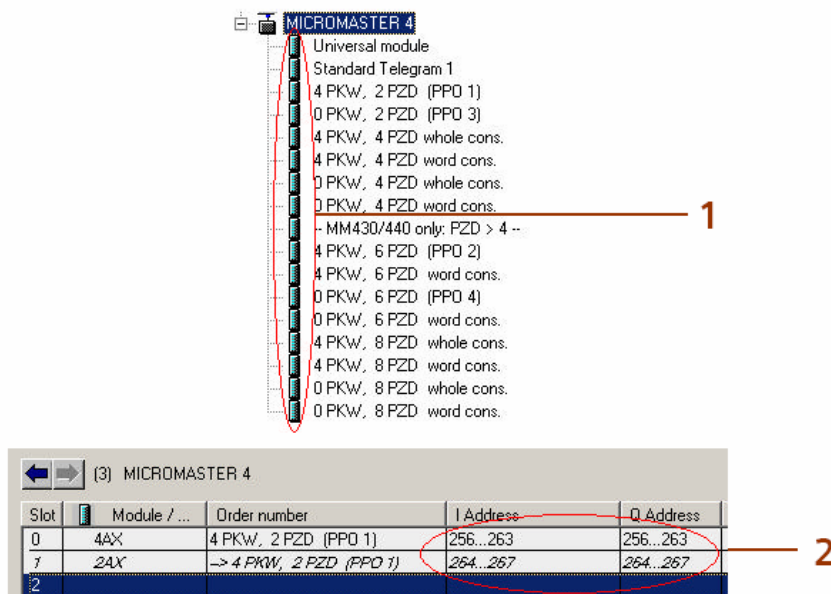 MICROMASTER 4
Universal module
Standard Telegram 1
4 PKW, 2 PZD (PPO 1)
0 PKW, 2 PZD (PPO 3)
4 PKW, 4 PZD whole cons.
4 PKW, 4 PZD word cons.
0 PKW, 4 PZD whole cons.
0 PKW, 4 PZD word cons.
1
-- MM430/440 only: PZD > 4 --
4 PKW, 6 PZD (PPO 2)
4 PKW, 6 PZD word cons.
0 PKW, 6 PZD (PPO 4)
0 PKW, 6 PZD word cons.
4 PKW, 8 PZD whole cons.
4 PKW, 8 PZD word cons.
0 PKW, 8 PZD whole cons.
0 PKW, 8 PZD word cons.
(3) MICROMASTER 4
Slot Module / ... Order number I Address Q Address
0 4AX 4 PKW, 2 PZD (PPO 1) 256...263 256...263
1 2AX --> 4 PKW, 2 PZD (PPO 1) 264...267 264...267
2
2